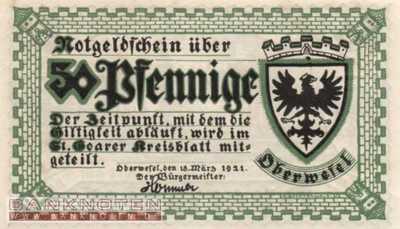 Notgeldschein über
50 Pfennige
Der Zeitpunkt, mit dem die
Giltigkeit abläuft, wird im
St. Goarer Kreisblatt mit-
geteilt.
Oberwesel, den 18. März 1921.
Der Bürgermeister:
Oberwesel
BANKNOTEN